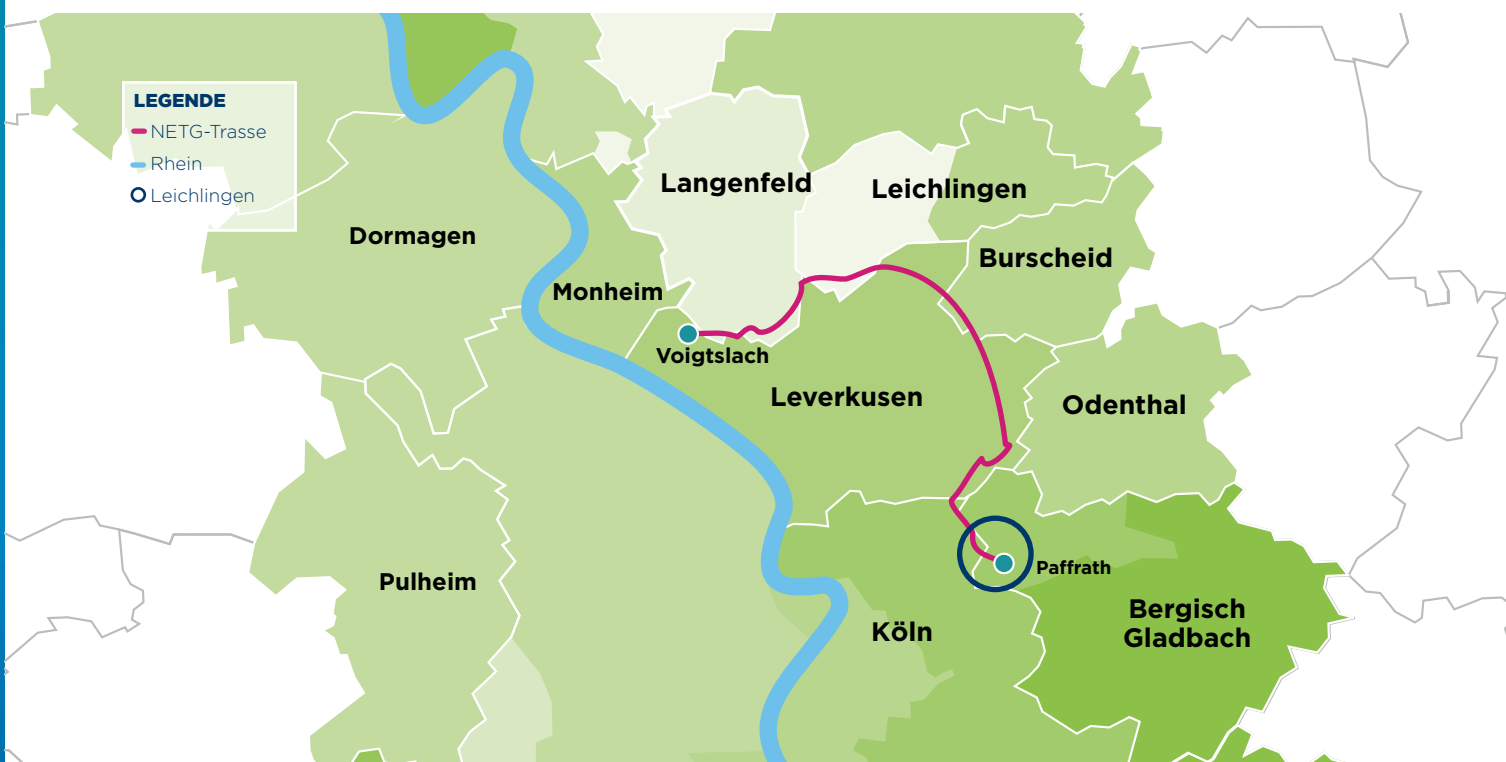 LEGENDE
NETG-Trasse
Rhein
Leichlingen
Langenfeld
Leichlingen
Dormagen
Burscheid
Monheim
Voigtslach
Leverkusen
Odenthal
Paffrath
Pulheim
Köln
Bergisch
Gladbach